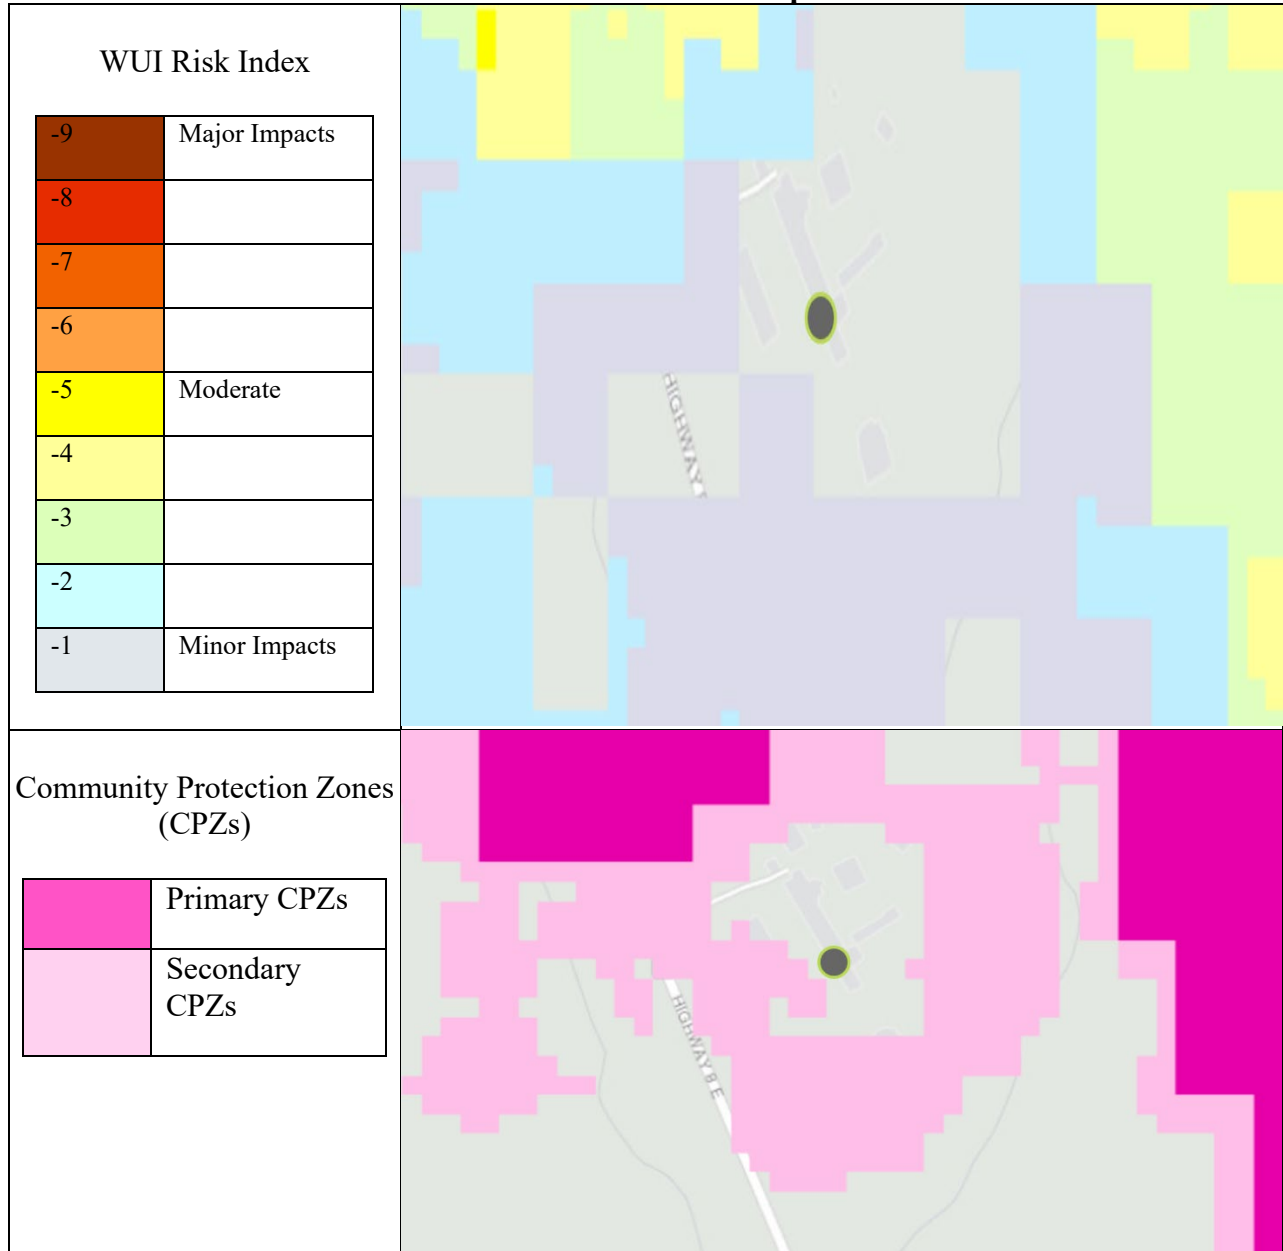 WUI Risk Index
-9 Major Impacts
-8
-7
-6
-5 Moderate
-4
-3
-2
-1 Minor Impacts
HIGHWAY
Community Protection Zones
(CPZs)
Primary CPZs
Secondary
CPZs
HIGHWAY 8 E